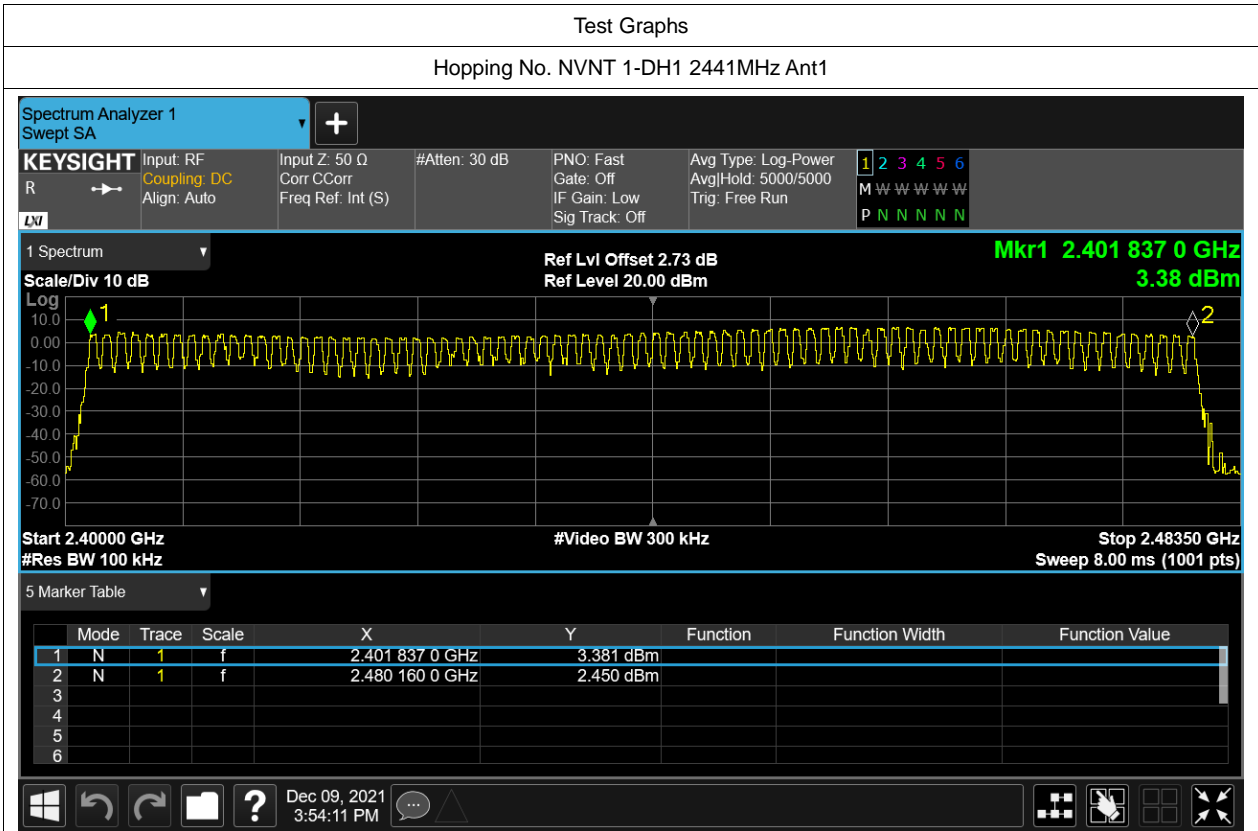 Test Graphs
Hopping No. NVNT 1-DH1 2441MHz Ant1
Spectrum Analyzer 1
Swept SA
KEYSIGHT
R
LXI
Input: RF
Coupling: DC
Align: Auto
Input Z: 50 Ω
Corr CCorr
Freq Ref: Int (S)
#Atten: 30 dB
PNO: Fast
Gate: Off
IF Gain: Low
Sig Track: Off
Avg Type: Log-Power
Avg|Hold: 5000/5000
Trig: Free Run
1 2 3 4 5 6
M W W W W W
P N N N N N
1 Spectrum
Scale/Div 10 dB
Ref Lvl Offset 2.73 dB
Ref Level 20.00 dBm
Mkr1 2.401 837 0 GHz
3.38 dBm
Log
10.0
0.00
-10.0
-20.0
-30.0
-40.0
-50.0
-60.0
-70.0
1
2
Start 2.40000 GHz
#Res BW 100 kHz
#Video BW 300 kHz
Stop 2.48350 GHz
Sweep 8.00 ms (1001 pts)
5 Marker Table
Mode Trace Scale X Y Function Function Width Function Value
1 N 1 f 2.401 837 0 GHz 3.381 dBm
2 N 1 f 2.480 160 0 GHz 2.450 dBm
3
4
5
6
?
Dec 09, 2021
3:54:11 PM